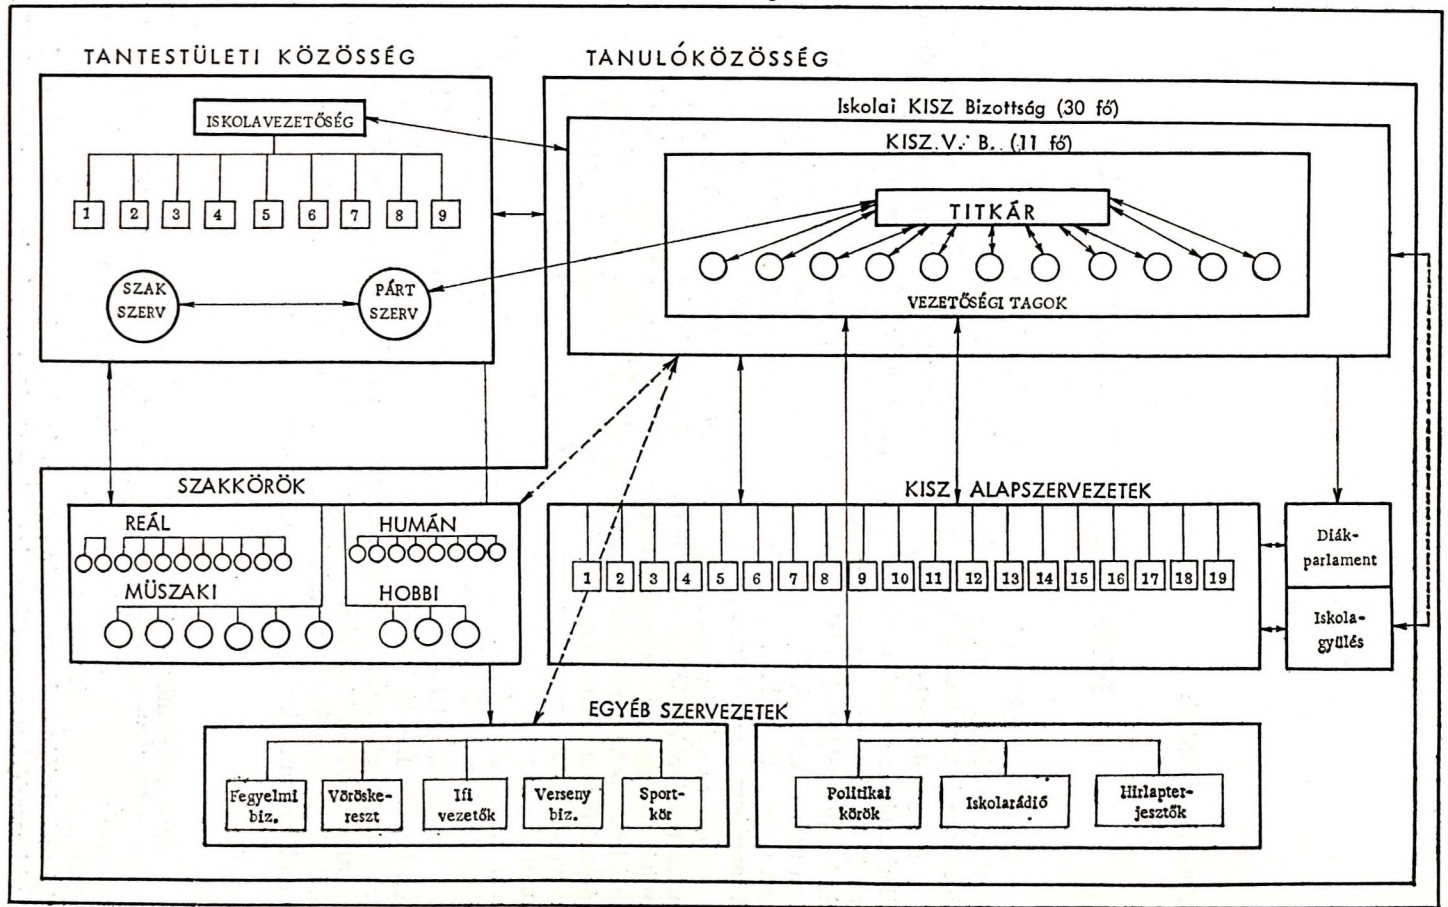 TANTESTÜLETI KÖZÖSSÉG
TANULÓKÖZÖSSÉG
ISKOLAVEZETŐSÉG
1 2 3 4 5 6 7 8 9
SZAK
SZERV
PÁRT
SZERV
Iskolai KISZ Bizottság (30 fő)
KISZ. V. B. (11 fő)
TITKÁR
VEZETŐSÉGI TAGOK
SZAKKÖRÖK
REÁL
HUMÁN
MŰSZAKI
HOBBI
KISZ ALAPSZERVEZETEK
1 2 3 4 5 6 7 8 9 10 11 12 13 14 15 16 17 18 19
Diák-
parlament
Iskola-
gyűlés
EGYÉB SZERVEZETEK
Fegyelmi
biz.
Vöröske-
reszt
Ifi
vezetők
Verseny
biz.
Sport-
kör
Politikai
körök
Iskolarádió
Hírlapter-
jesztők